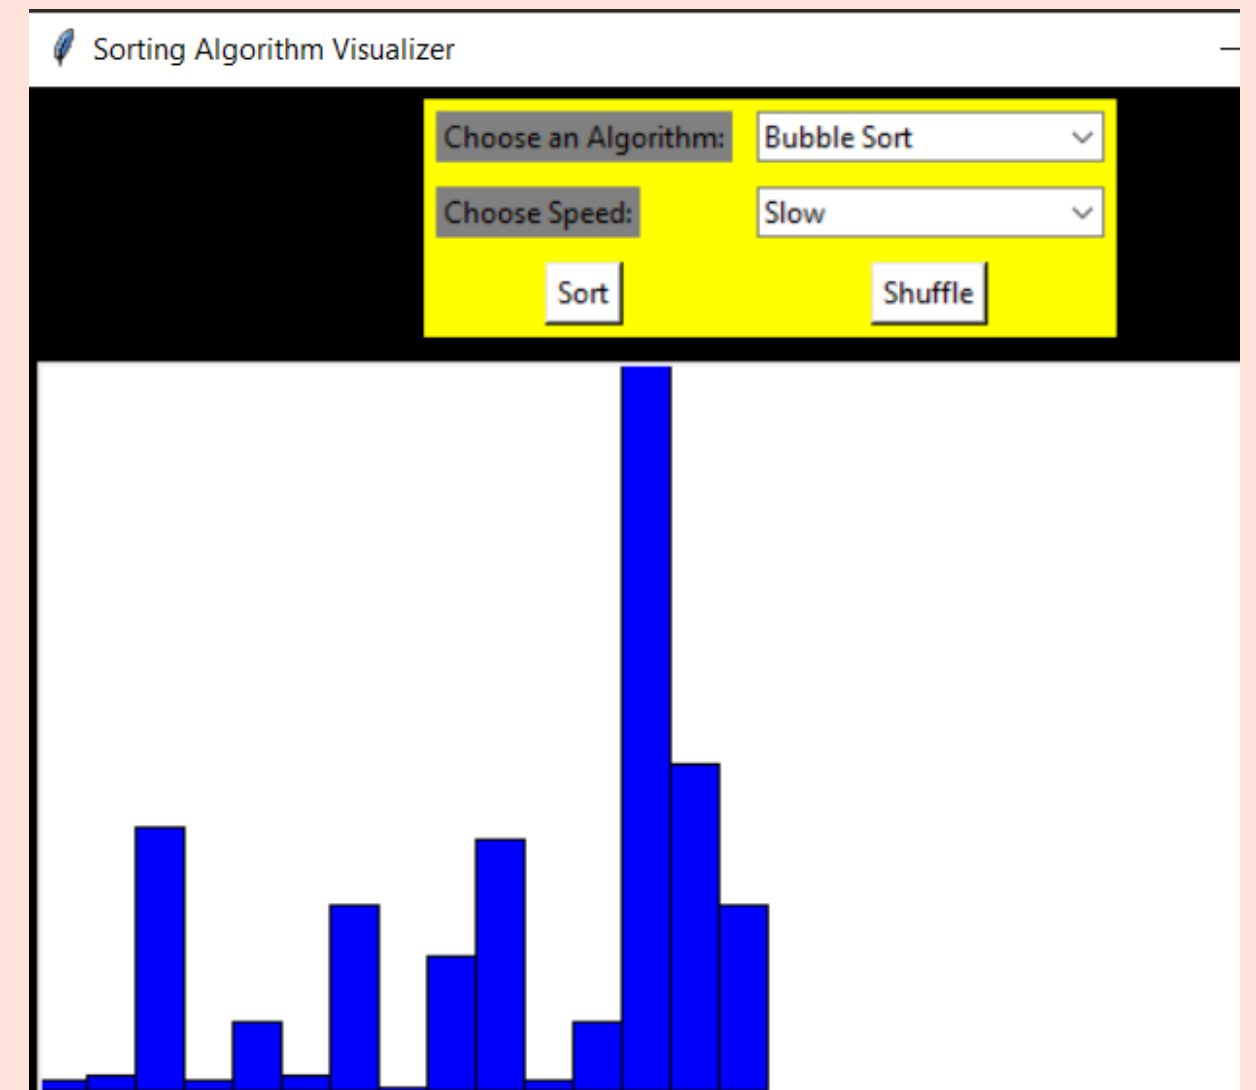 Sorting Algorithm Visualizer
Choose an Algorithm: Bubble Sort
Choose Speed: Slow
Sort Shuffle